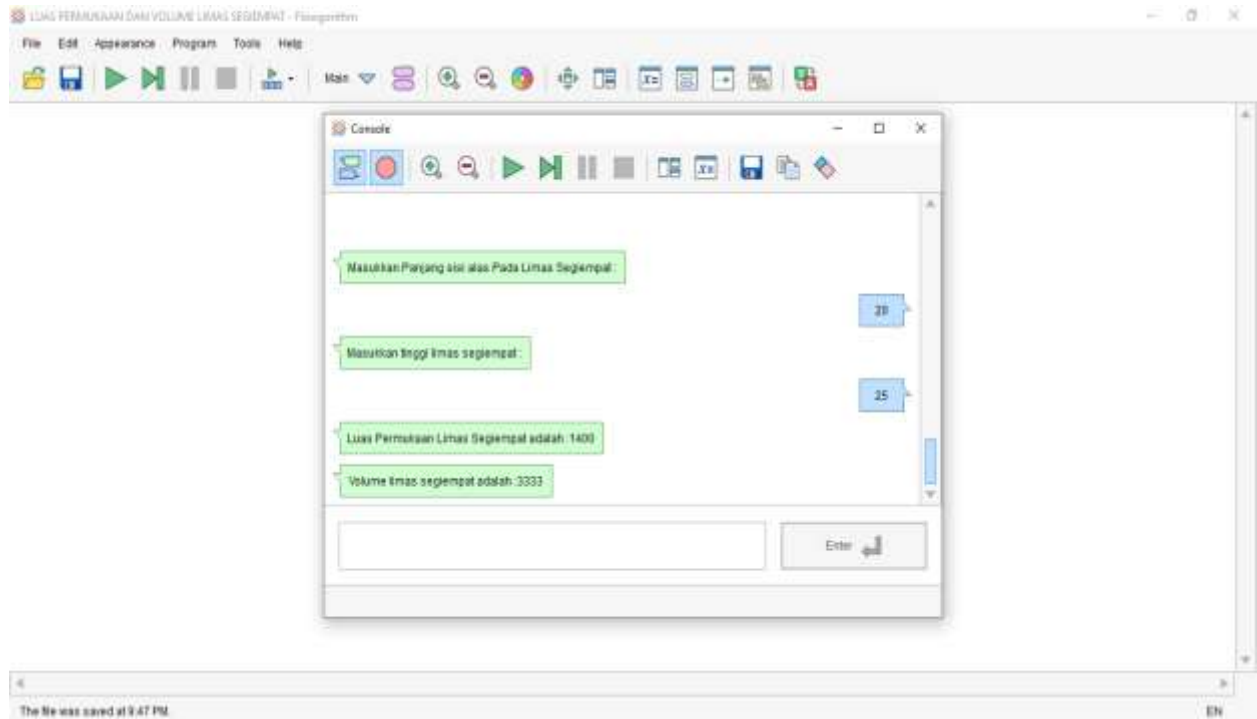 LUAS PERMUKAAN DAN VOLUME LIMAS SEGIEMPAT - Flowgorithm
File Edit Appearance Program Tools Help
Main
Console
Masukkan Panjang sisi alas Pada Limas Segiempat :
20
Masukkan tinggi limas segiempat :
25
Luas Permukaan Limas Segiempat adalah :1400
Volume limas segiempat adalah :3333
Enter
The file was saved at 9:47 PM.
EN